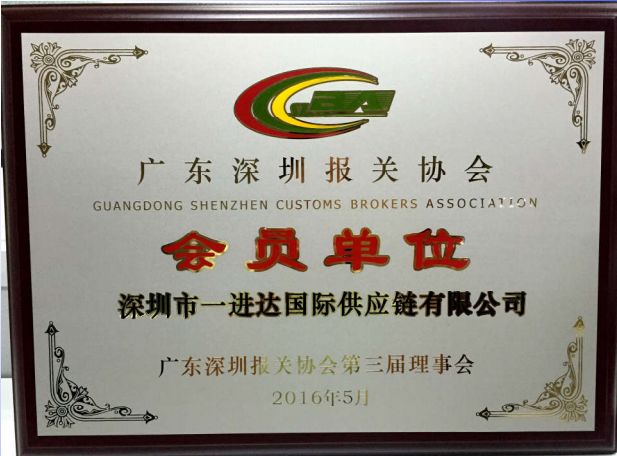 CCBA
广东深圳报关协会
GUANGDONG SHENZHEN CUSTOMS BROKERS ASSOCIATION
会员单位
深圳市一进达国际供应链有限公司
广东深圳报关协会第三届理事会
2016年5月